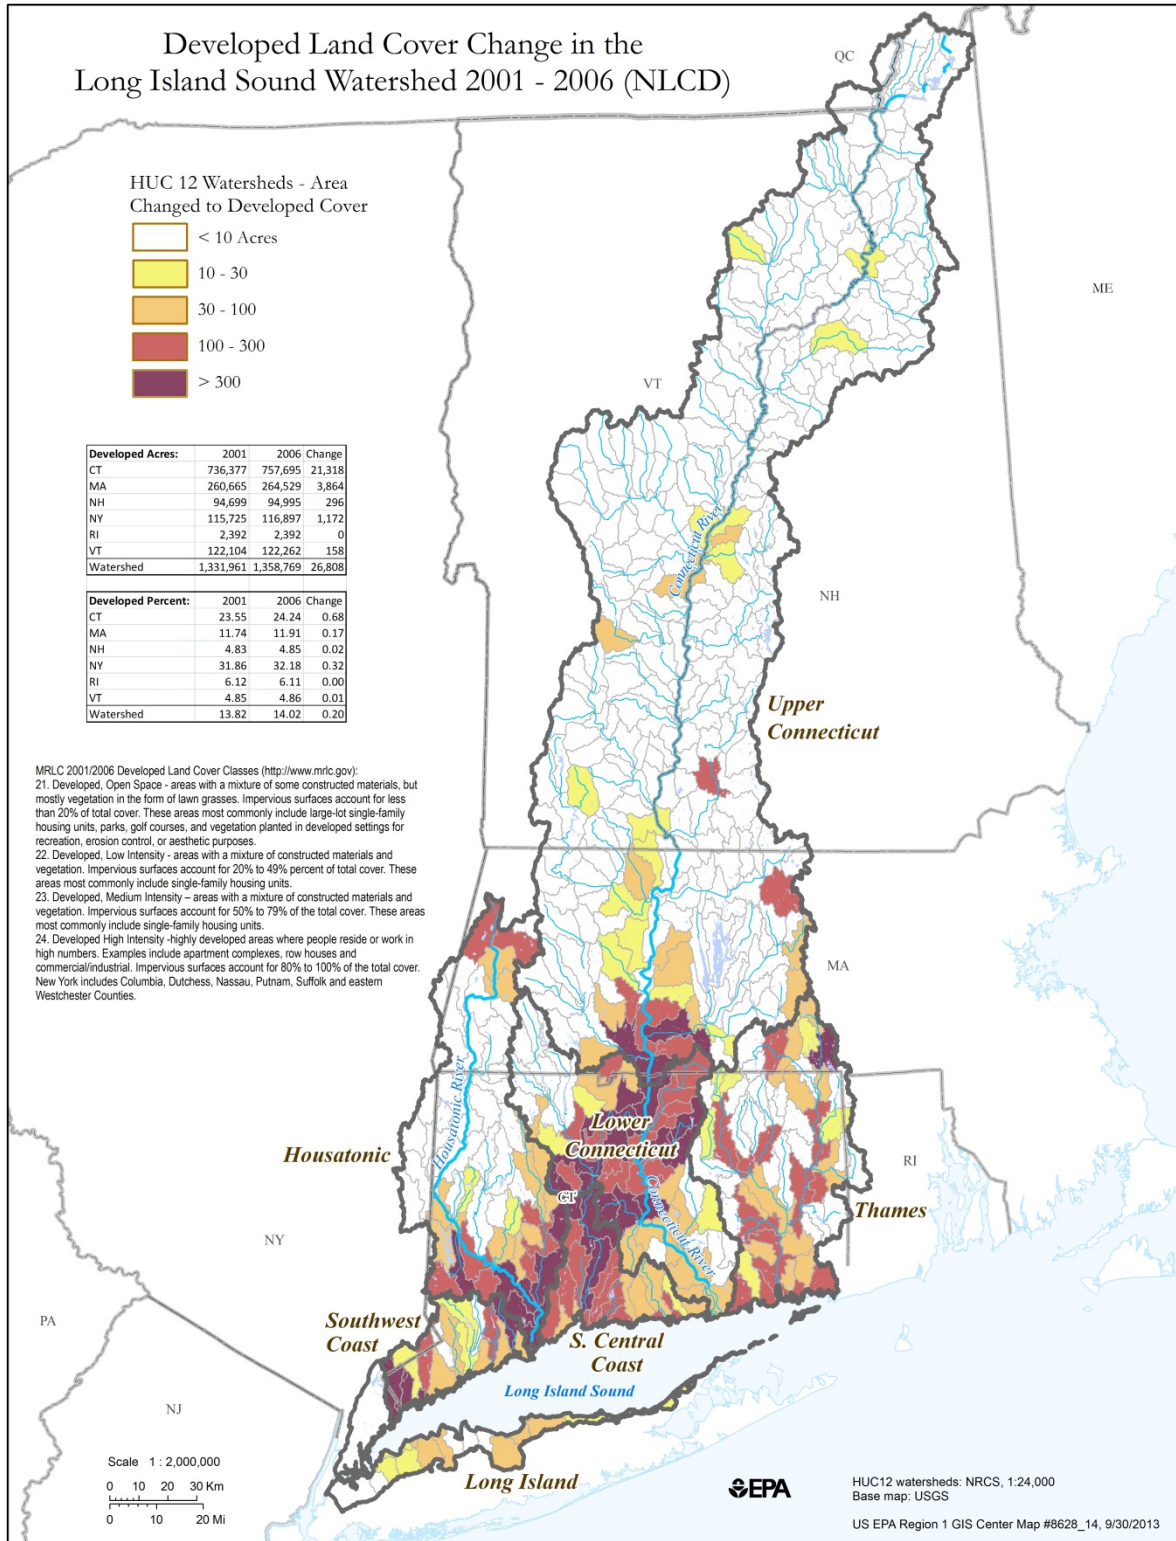 Developed Land Cover Change in the
Long Island Sound Watershed 2001 - 2006 (NLCD)
QC
HUC 12 Watersheds - Area
Changed to Developed Cover
< 10 Acres
10 - 30
30 - 100
100 - 300
> 300
ME
VT
Developed Acres: 2001 2006 Change
CT 736,377 757,695 21,318
MA 260,665 264,529 3,864
NH 94,699 94,995 296
NY 115,725 116,897 1,172
RI 2,392 2,392 0
VT 122,104 122,262 158
Watershed 1,331,961 1,358,769 26,808
Developed Percent: 2001 2006 Change
CT 23.55 24.24 0.68
MA 11.74 11.91 0.17
NH 4.83 4.85 0.02
NY 31.86 32.18 0.32
RI 6.12 6.11 0.00
VT 4.85 4.86 0.01
Watershed 13.82 14.02 0.20
Connecticut River
NH
Upper
Connecticut
MRLC 2001/2006 Developed Land Cover Classes (http://www.mrlc.gov):
21. Developed, Open Space - areas with a mixture of some constructed materials, but
mostly vegetation in the form of lawn grasses. Impervious surfaces account for less
than 20% of total cover. These areas most commonly include large-lot single-family
housing units, parks, golf courses, and vegetation planted in developed settings for
recreation, erosion control, or aesthetic purposes.
22. Developed, Low Intensity - areas with a mixture of constructed materials and
vegetation. Impervious surfaces account for 20% to 49% percent of total cover. These
areas most commonly include single-family housing units.
23. Developed, Medium Intensity – areas with a mixture of constructed materials and
vegetation. Impervious surfaces account for 50% to 79% of the total cover. These areas
most commonly include single-family housing units.
24. Developed High Intensity -highly developed areas where people reside or work in
high numbers. Examples include apartment complexes, row houses and
commercial/industrial. Impervious surfaces account for 80% to 100% of the total cover.
New York includes Columbia, Dutchess, Nassau, Putnam, Suffolk and eastern
Westchester Counties.
MA
Housatonic River
Lower
Connecticut
Housatonic
RI
CT
Connecticut River
Thames
NY
PA
Southwest
Coast
S. Central
Coast
Long Island Sound
NJ
Long Island
Scale 1 : 2,000,000
0 10 20 30 Km
0 10 20 Mi
EPA
HUC12 watersheds: NRCS, 1:24,000
Base map: USGS
US EPA Region 1 GIS Center Map #8628_14, 9/30/2013